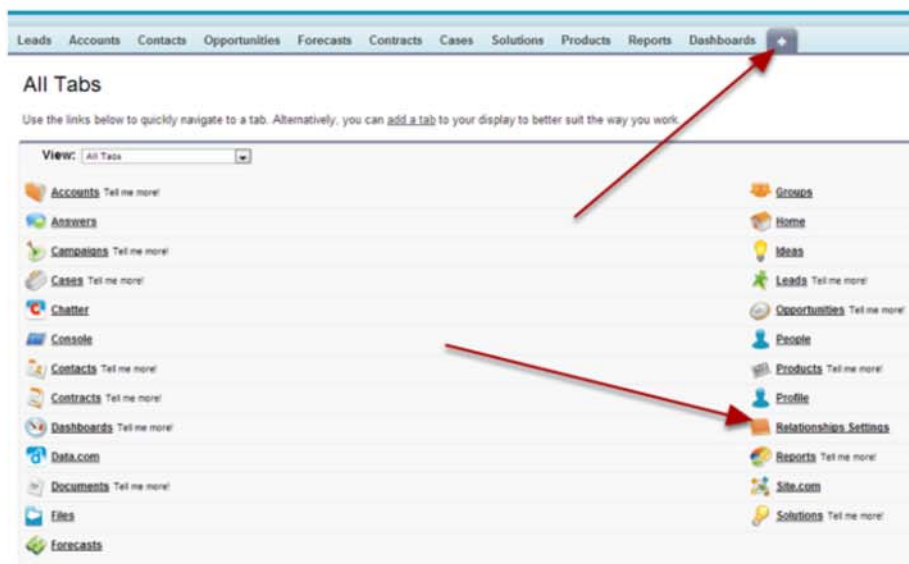 Leads Accounts Contacts Opportunities Forecasts Contracts Cases Solutions Products Reports Dashboards +
All Tabs
Use the links below to quickly navigate to a tab. Alternatively, you can add a tab to your display to better suit the way you work.
View: All Tabs
Accounts Tell me more!
Answers
Campaigns Tell me more!
Cases Tell me more!
Chatter
Console
Contacts Tell me more!
Contracts Tell me more!
Dashboards Tell me more!
Data.com
Documents Tell me more!
Files
Forecasts
Groups
Home
Ideas
Leads Tell me more!
Opportunities Tell me more!
People
Products Tell me more!
Profile
Relationships Settings
Reports Tell me more!
Site.com
Solutions Tell me more!